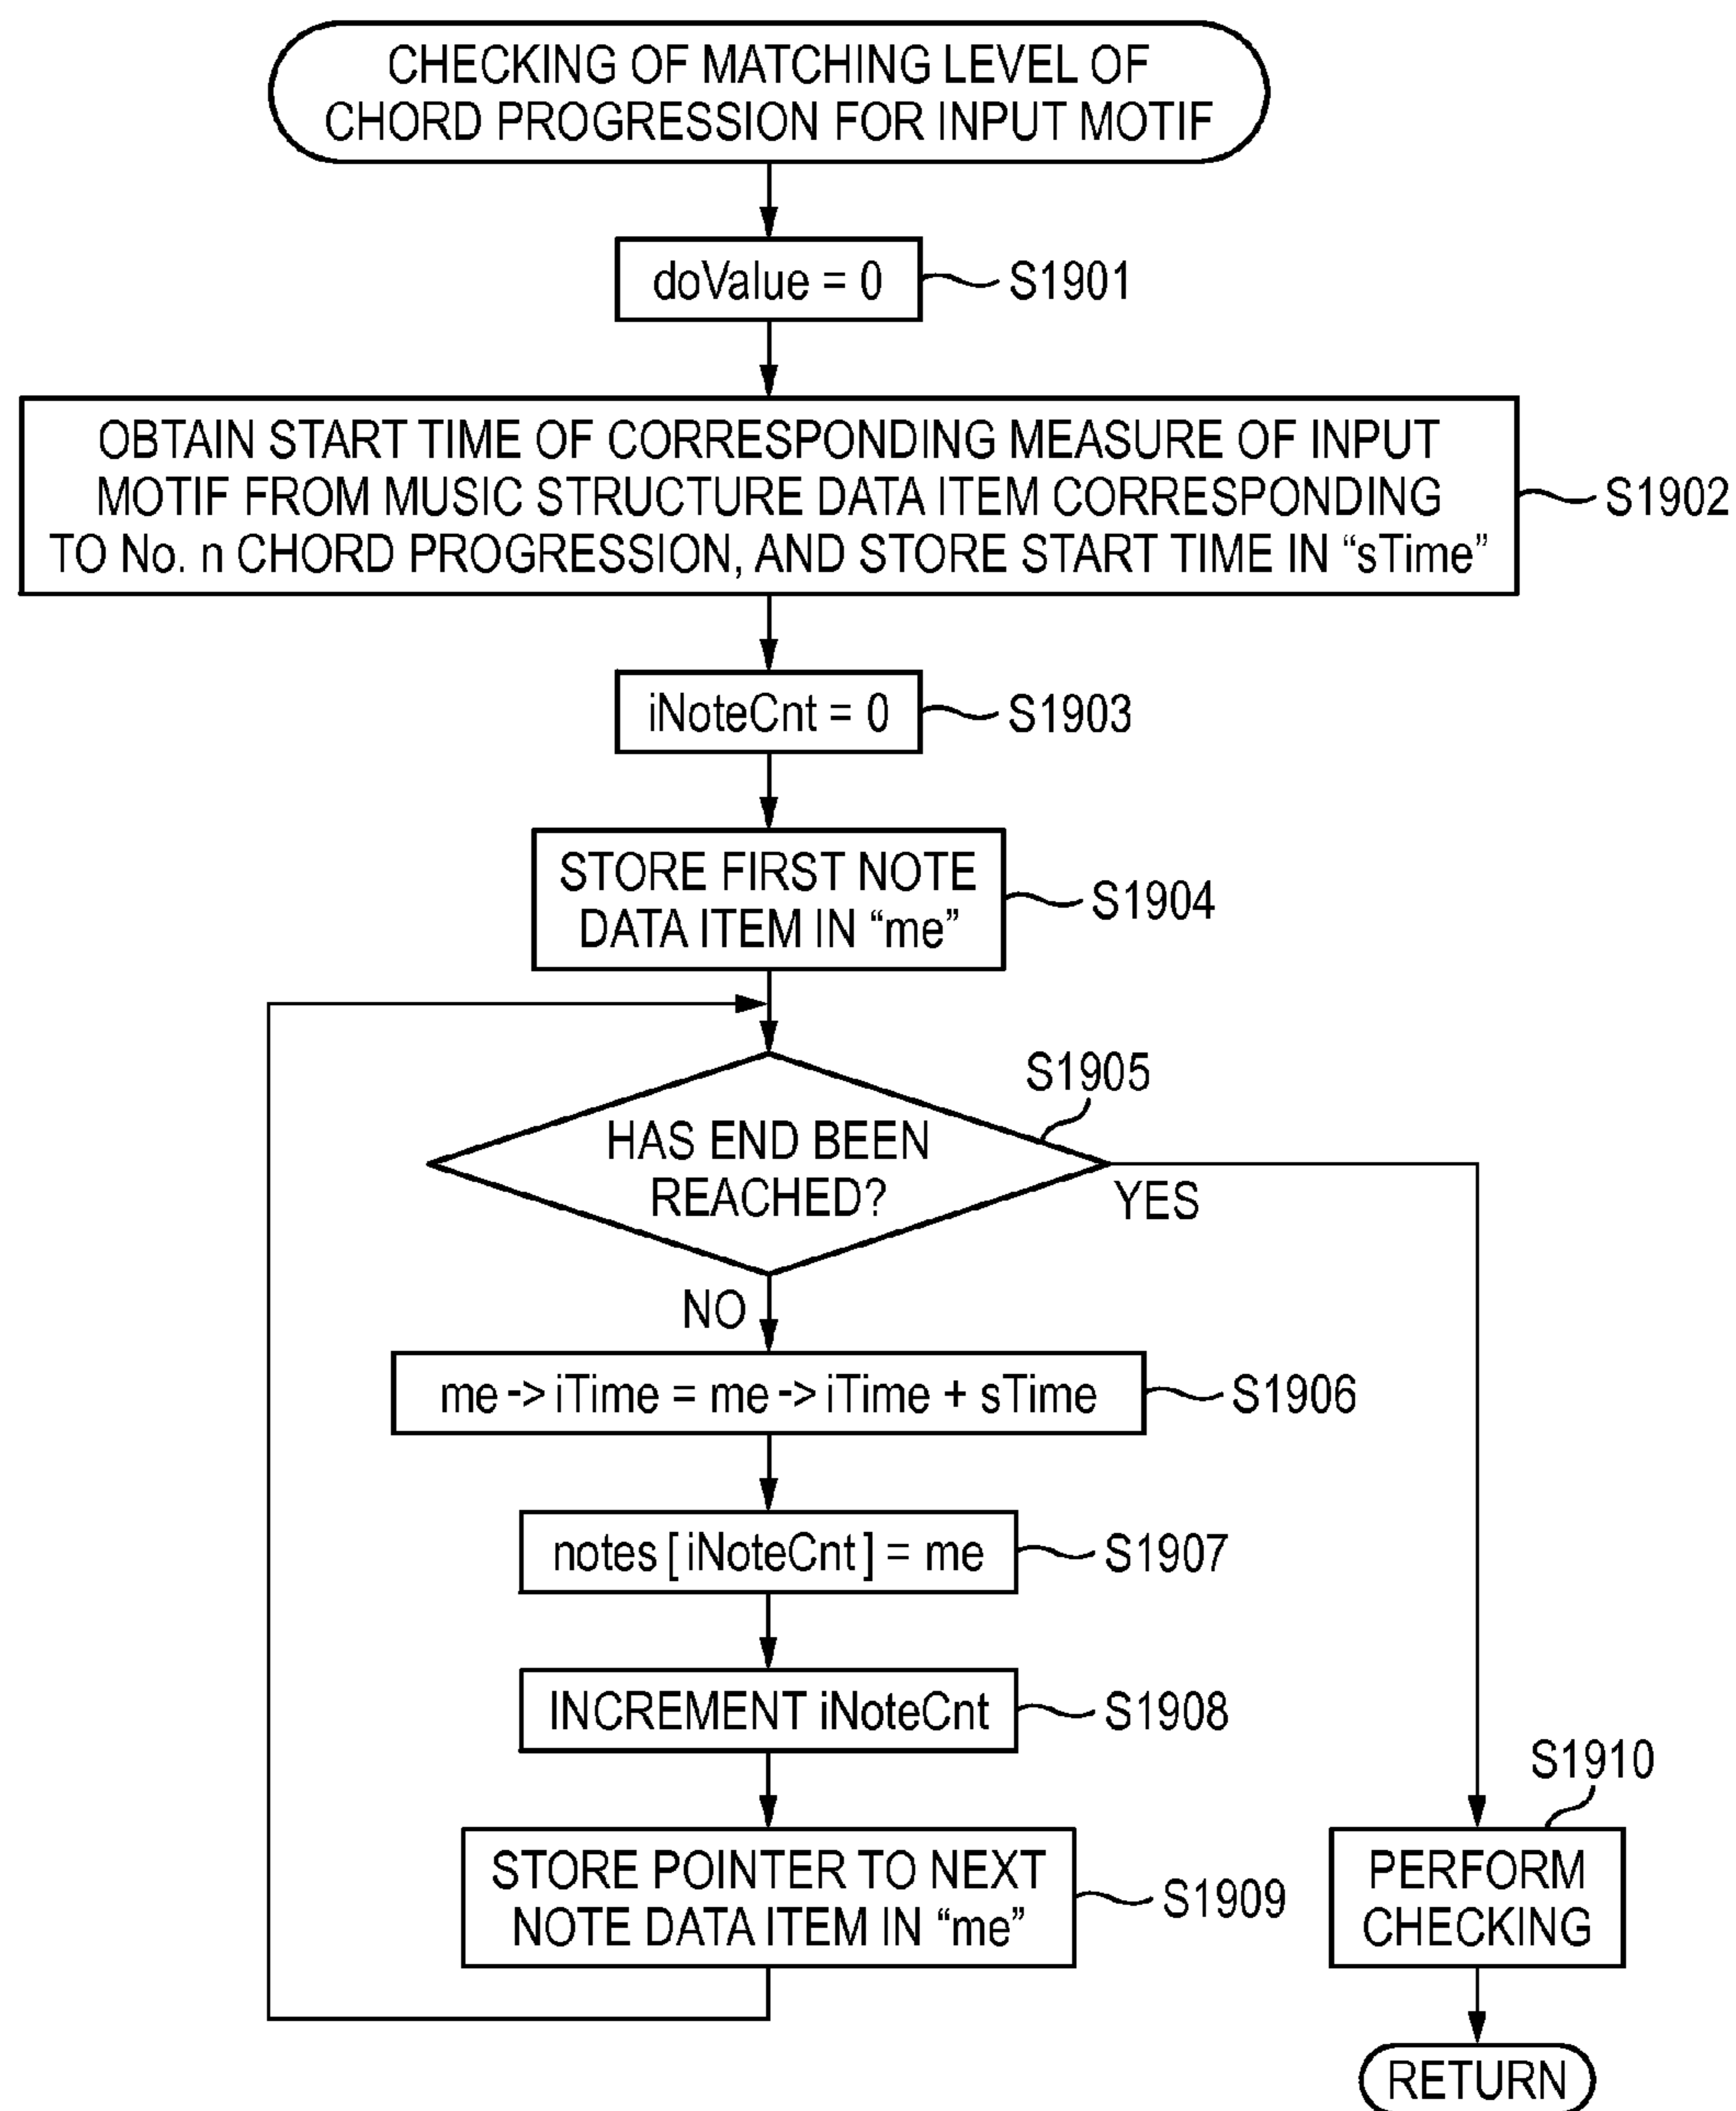 CHECKING OF MATCHING LEVEL OF
CHORD PROGRESSION FOR INPUT MOTIF
doValue = 0
S1901
OBTAIN START TIME OF CORRESPONDING MEASURE OF INPUT
MOTIF FROM MUSIC STRUCTURE DATA ITEM CORRESPONDING
TO No. n CHORD PROGRESSION, AND STORE START TIME IN “sTime”
S1902
iNoteCnt = 0
S1903
STORE FIRST NOTE
DATA ITEM IN “me”
S1904
S1905
HAS END BEEN
REACHED?
YES
NO
me -> iTime = me -> iTime + sTime
S1906
notes [ iNoteCnt ] = me
S1907
INCREMENT iNoteCnt
S1908
STORE POINTER TO NEXT
NOTE DATA ITEM IN “me”
S1909
S1910
PERFORM
CHECKING
RETURN